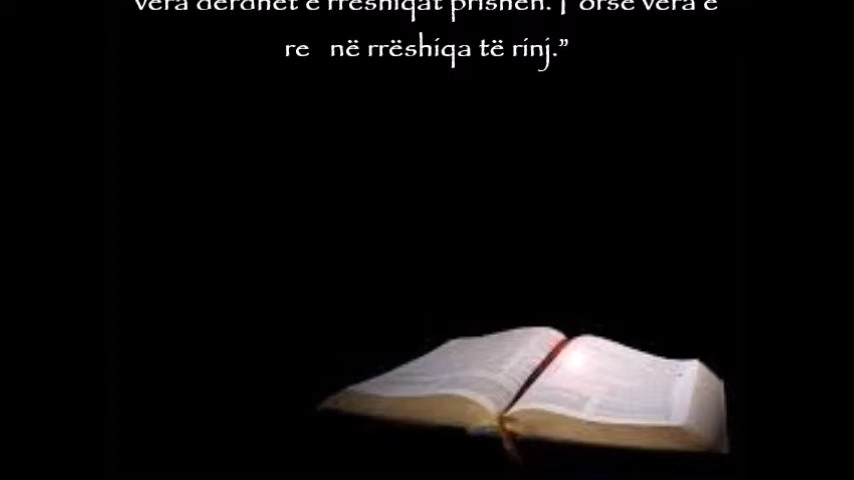 vera derdhet e rrëshiqat prishen. Porse vera e
re në rrëshiqa të rinj.”